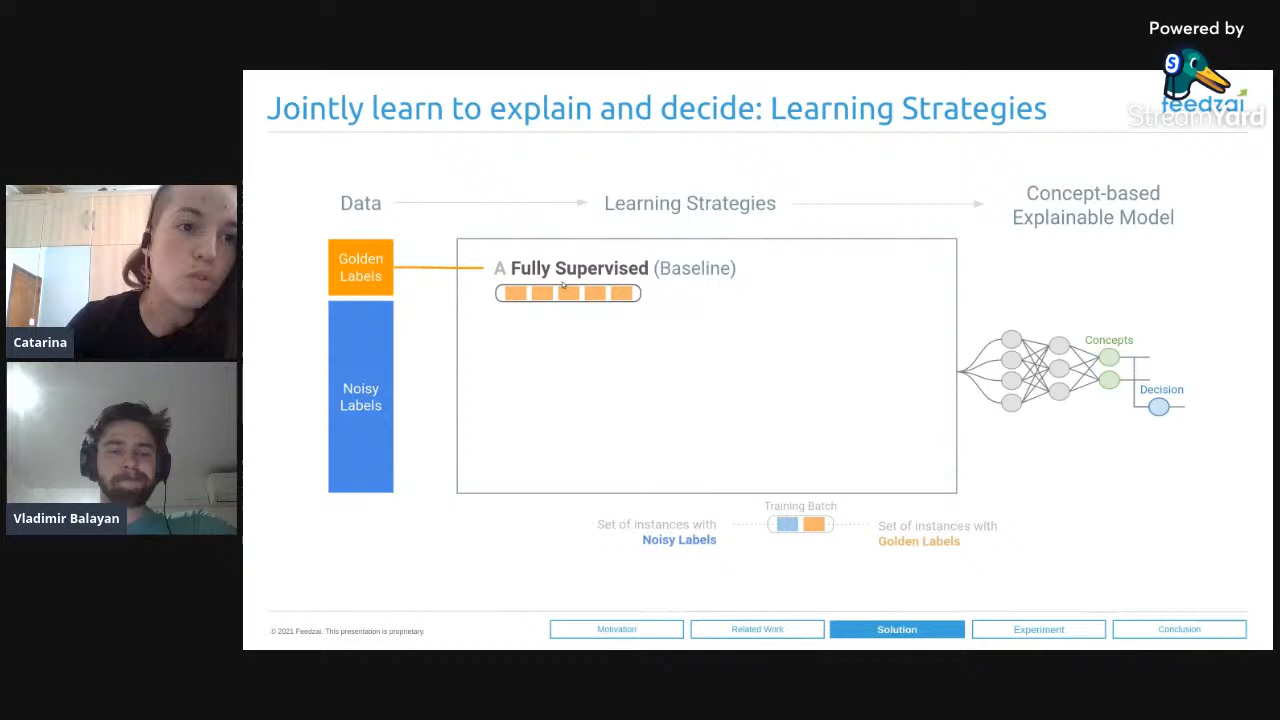 Powered by
S
feedzai
StreamYard
Jointly learn to explain and decide: Learning Strategies
Data
Learning Strategies
Concept-based
Explainable Model
Golden
Labels
A Fully Supervised (Baseline)
Noisy
Labels
Concepts
Decision
Training Batch
Set of instances with
Noisy Labels
Set of instances with
Golden Labels
Catarina
Vladimir Balayan
© 2021 Feedzai. This presentation is proprietary.
Motivation
Related Work
Solution
Experiment
Conclusion